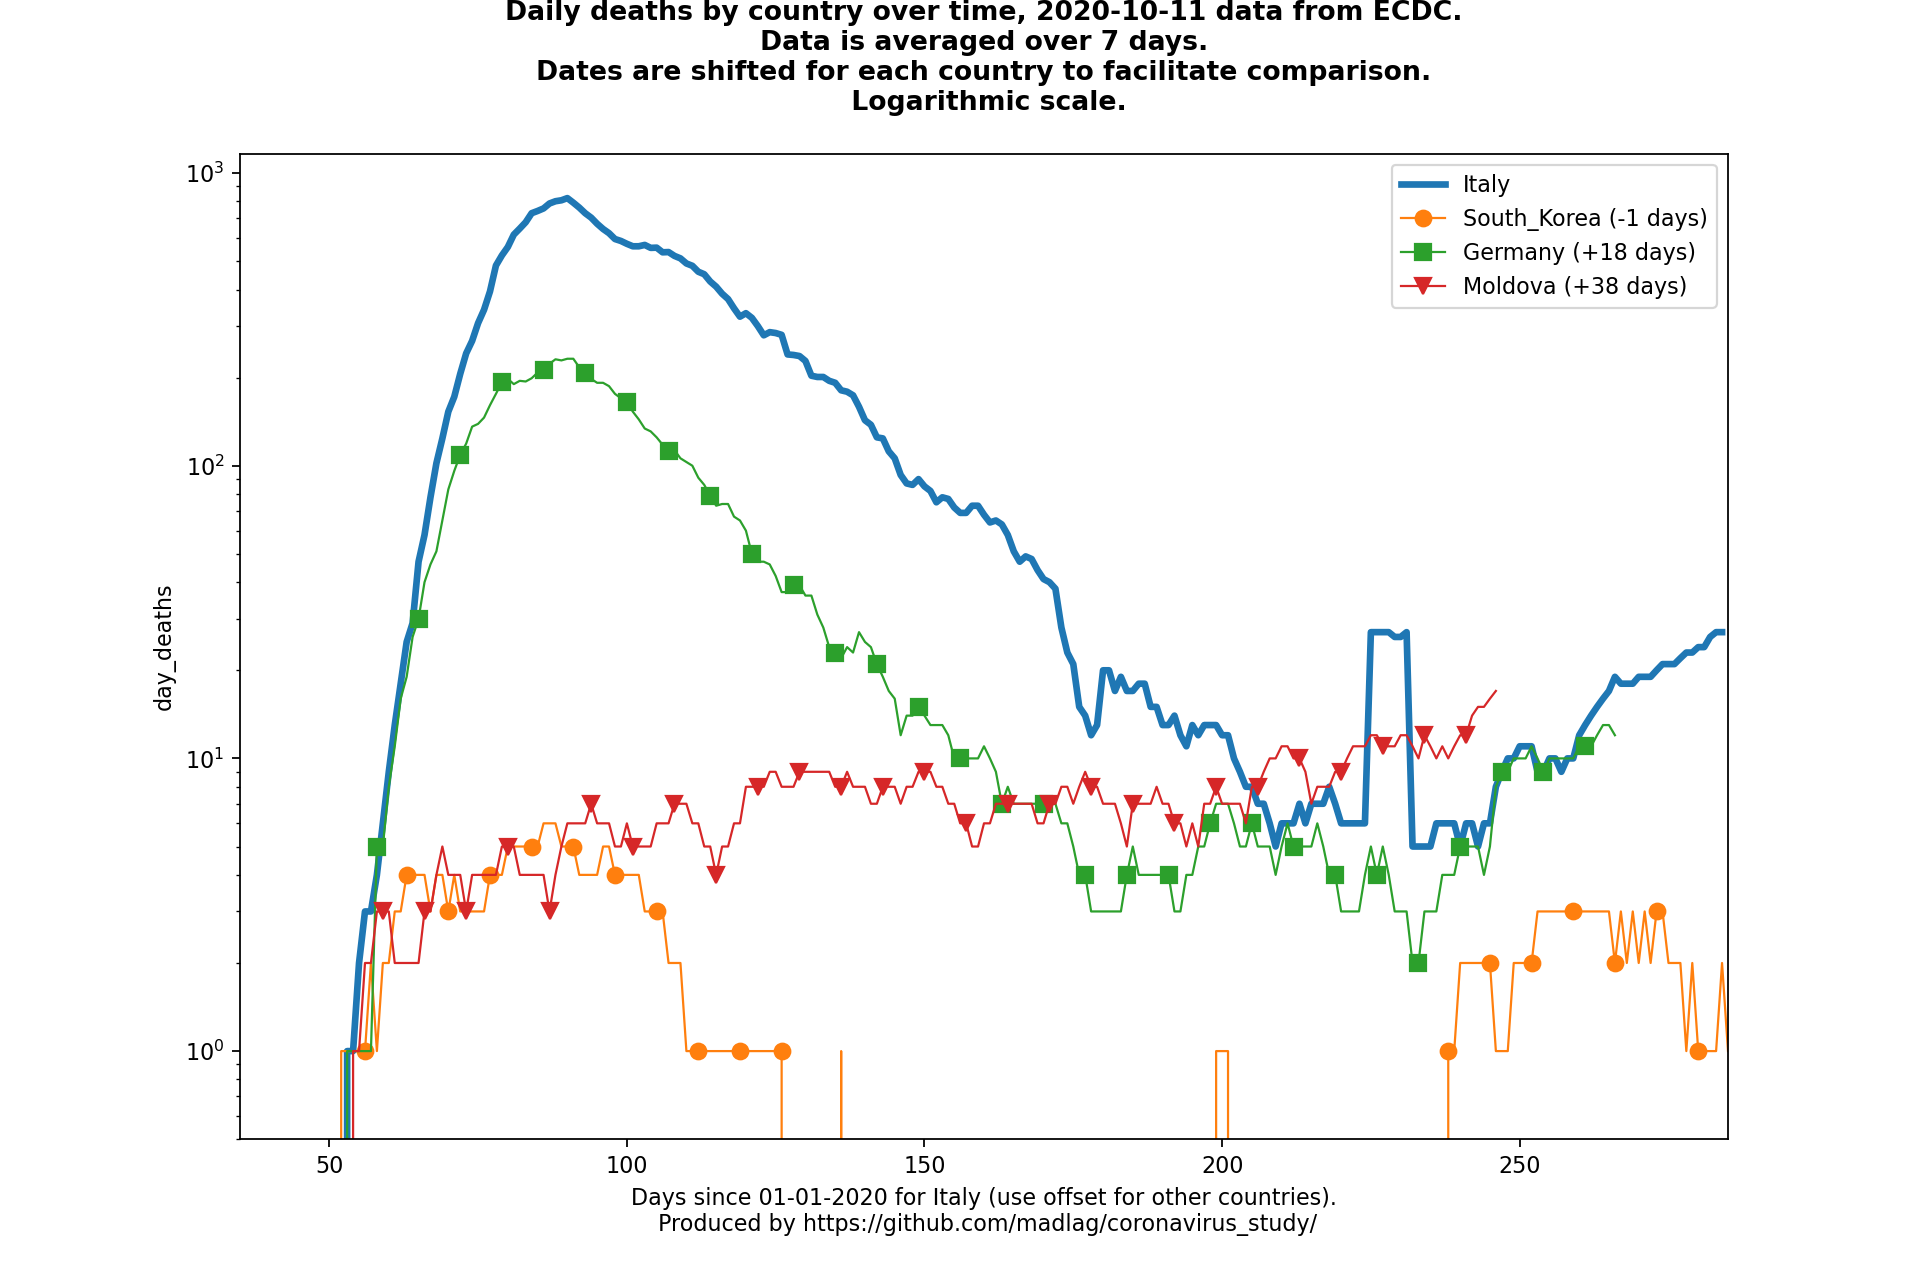 Daily deaths by country over time, 2020-10-11 data from ECDC.
Data is averaged over 7 days.
Dates are shifted for each country to facilitate comparison.
Logarithmic scale.
10³
10²
10¹
10⁰
day_deaths
Italy
South_Korea (-1 days)
Germany (+18 days)
Moldova (+38 days)
50 100 150 200 250
Days since 01-01-2020 for Italy (use offset for other countries).
Produced by https://github.com/madlag/coronavirus_study/